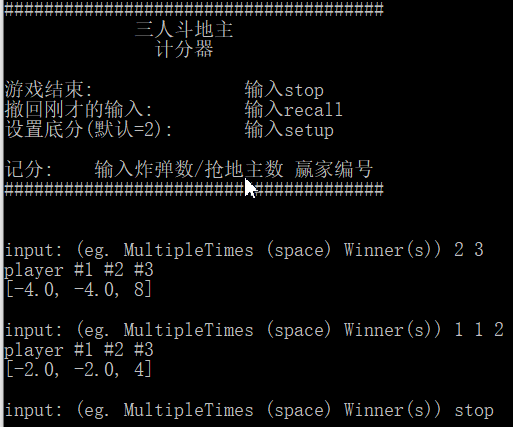 ######################################
三人斗地主
计分器
游戏结束: 输入stop
撤回刚才的输入: 输入recall
设置底分(默认=2): 输入setup
记分: 输入炸弹数/抢地主数 赢家编号
######################################
input: (eg. MultipleTimes (space) Winner(s)) 2 3
player #1 #2 #3
[-4.0, -4.0, 8]
input: (eg. MultipleTimes (space) Winner(s)) 1 1 2
player #1 #2 #3
[-2.0, -2.0, 4]
input: (eg. MultipleTimes (space) Winner(s)) stop